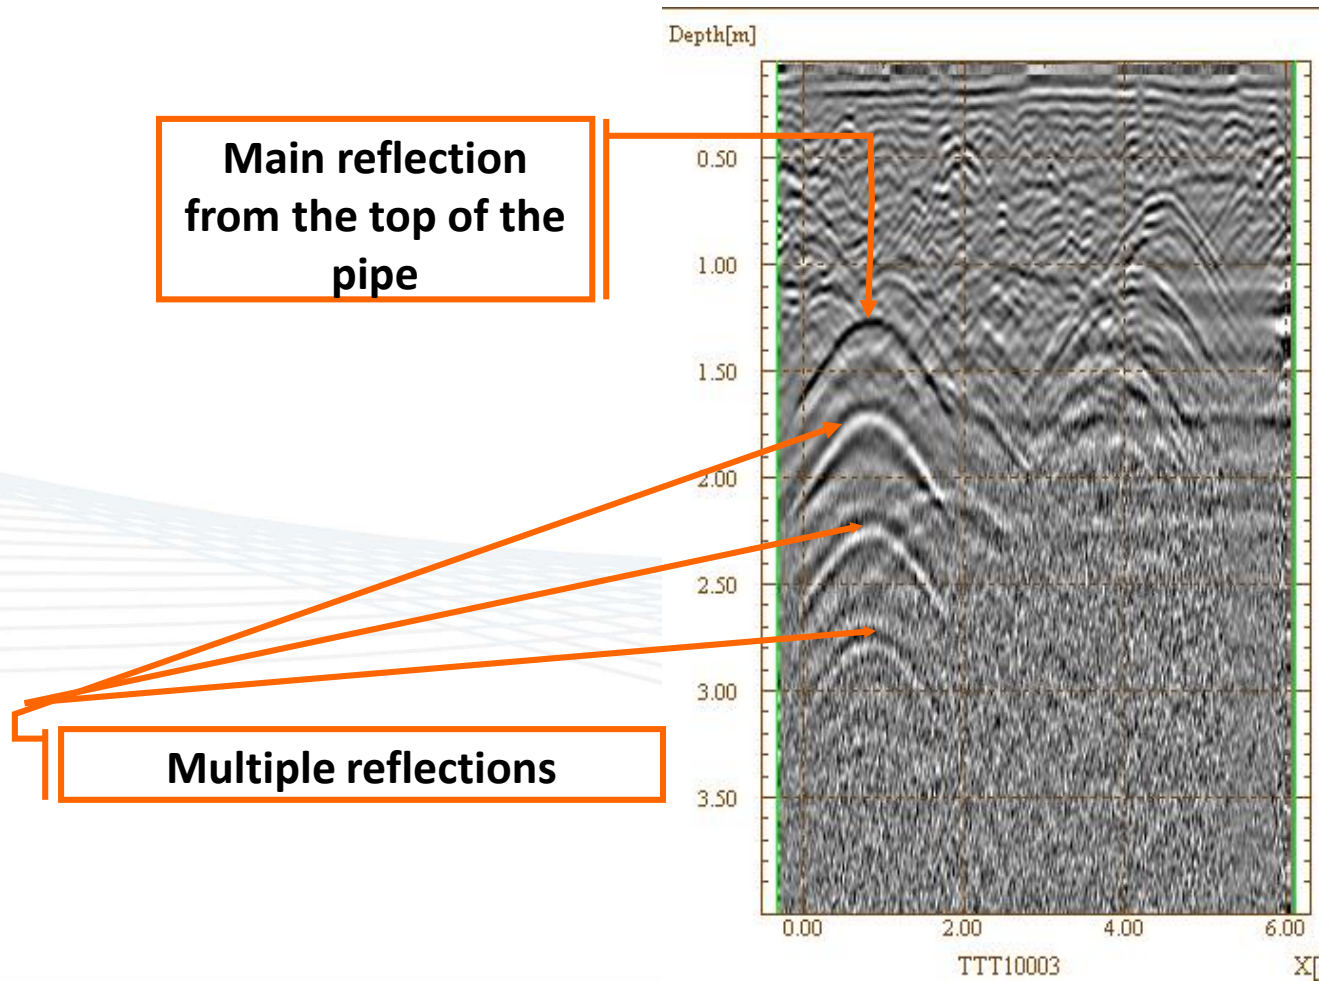 Depth[m]
Main reflection
from the top of the
pipe
0.50
1.00
1.50
2.00
2.50
3.00
3.50
Multiple reflections
0.00 2.00 4.00 6.00
TTT10003 X[